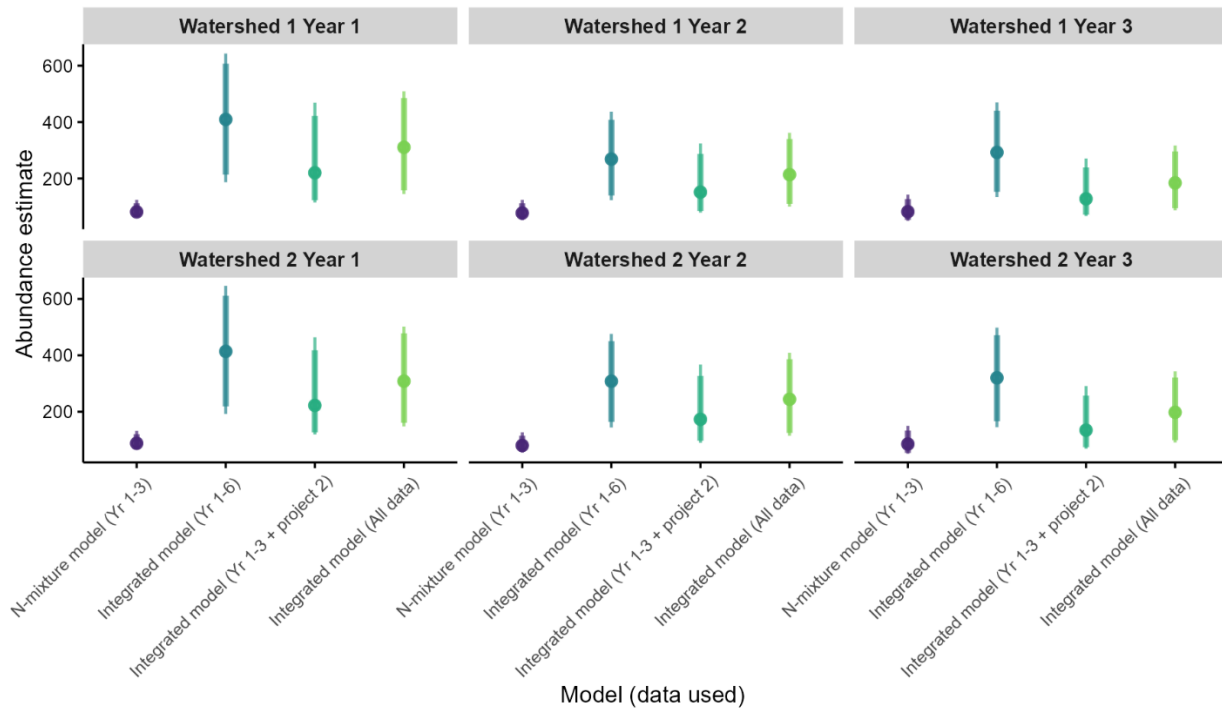 Watershed 1 Year 1
Watershed 1 Year 2
Watershed 1 Year 3
600
400
200
Watershed 2 Year 1
Watershed 2 Year 2
Watershed 2 Year 3
600
400
200
Abundance estimate
N-mixture model (Yr 1-3)
Integrated model (Yr 1-6)
Integrated model (Yr 1-3 + project 2)
Integrated model (All data)
N-mixture model (Yr 1-3)
Integrated model (Yr 1-6)
Integrated model (Yr 1-3 + project 2)
Integrated model (All data)
N-mixture model (Yr 1-3)
Integrated model (Yr 1-6)
Integrated model (Yr 1-3 + project 2)
Integrated model (All data)
Model (data used)